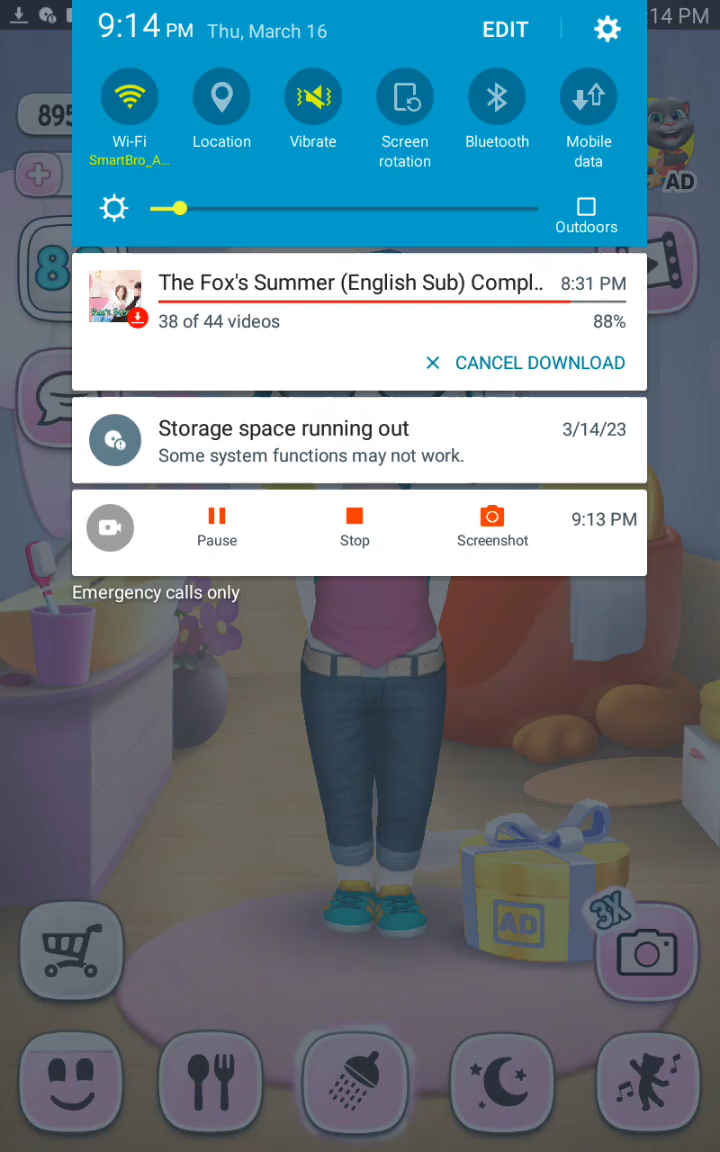 9:14 PM Thu, March 16
EDIT
:14 PM
895
AD
Wi-Fi
SmartBro_A...
Location
Vibrate
Screen
rotation
Bluetooth
Mobile
data
Outdoors
The Fox's Summer (English Sub) Compl..
8:31 PM
38 of 44 videos
88%
CANCEL DOWNLOAD
Storage space running out
3/14/23
Some system functions may not work.
Pause
Stop
Screenshot
9:13 PM
Emergency calls only
3X
AD